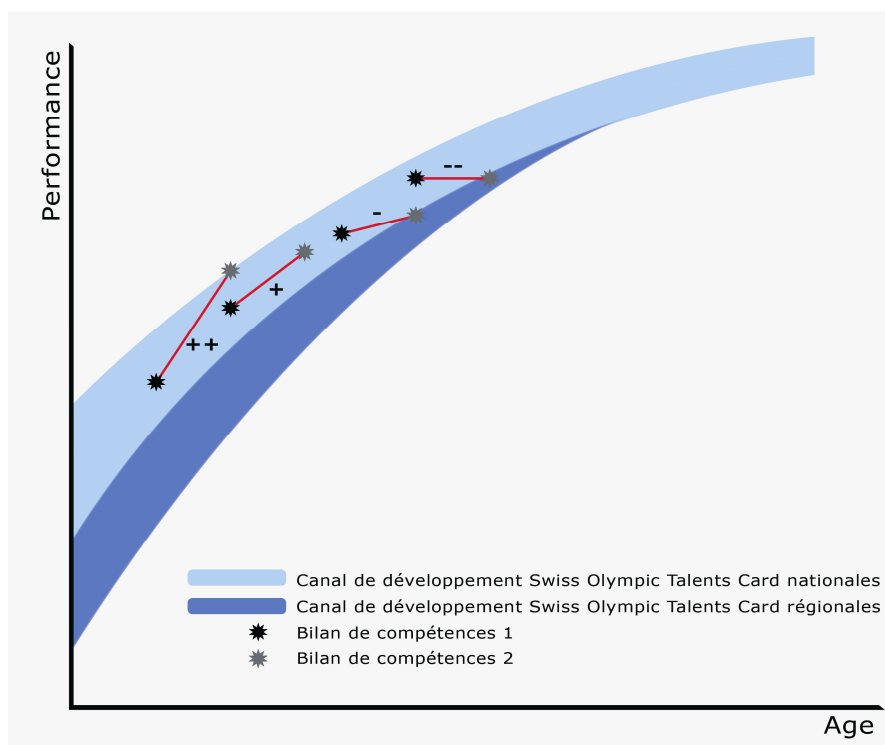 Performance
--
-
+
++
Canal de développement Swiss Olympic Talents Card nationales
Canal de développement Swiss Olympic Talents Card régionales
Bilan de compétences 1
Bilan de compétences 2
Age